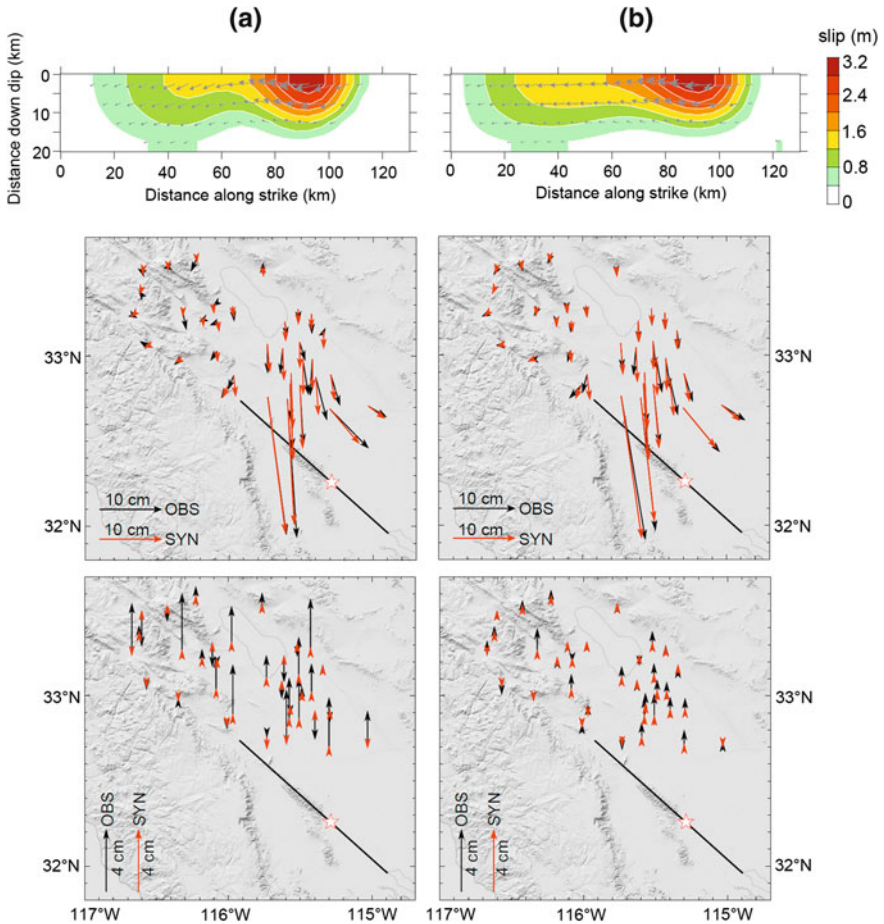 (a) (b)
slip (m)
Distance down dip (km)
0
10
20
0 20 40 60 80 100 120
Distance along strike (km)
0 20 40 60 80 100 120
Distance along strike (km)
3.2
2.4
1.6
0.8
0
33°N
32°N
10 cm OBS
10 cm SYN
10 cm OBS
10 cm SYN
33°N
32°N
33°N
32°N
OBS
4 cm
SYN
4 cm
OBS
4 cm
SYN
4 cm
33°N
32°N
117°W 116°W 115°W
116°W 115°W